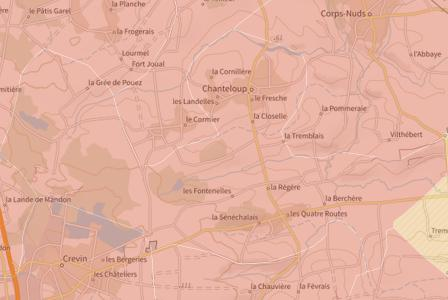 le Pâtis Garel
la Planche
Corps-Nuds
la Frogerais
Lourmel
Fort Joual
l'Abbaye
la Cornillère
la Grée de Pouez
Chanteloup
le Fresche
les Landelles
la Pommeraie
la Closelle
le Cormier
la Tremblais
Vilthébert
les Fontenelles
la Régère
la Lande de Mandon
la Berchère
la Sénéchalais
les Quatre Routes
Crevin
les Bergeries
les Châteliers
la Chauvière
la Févrais